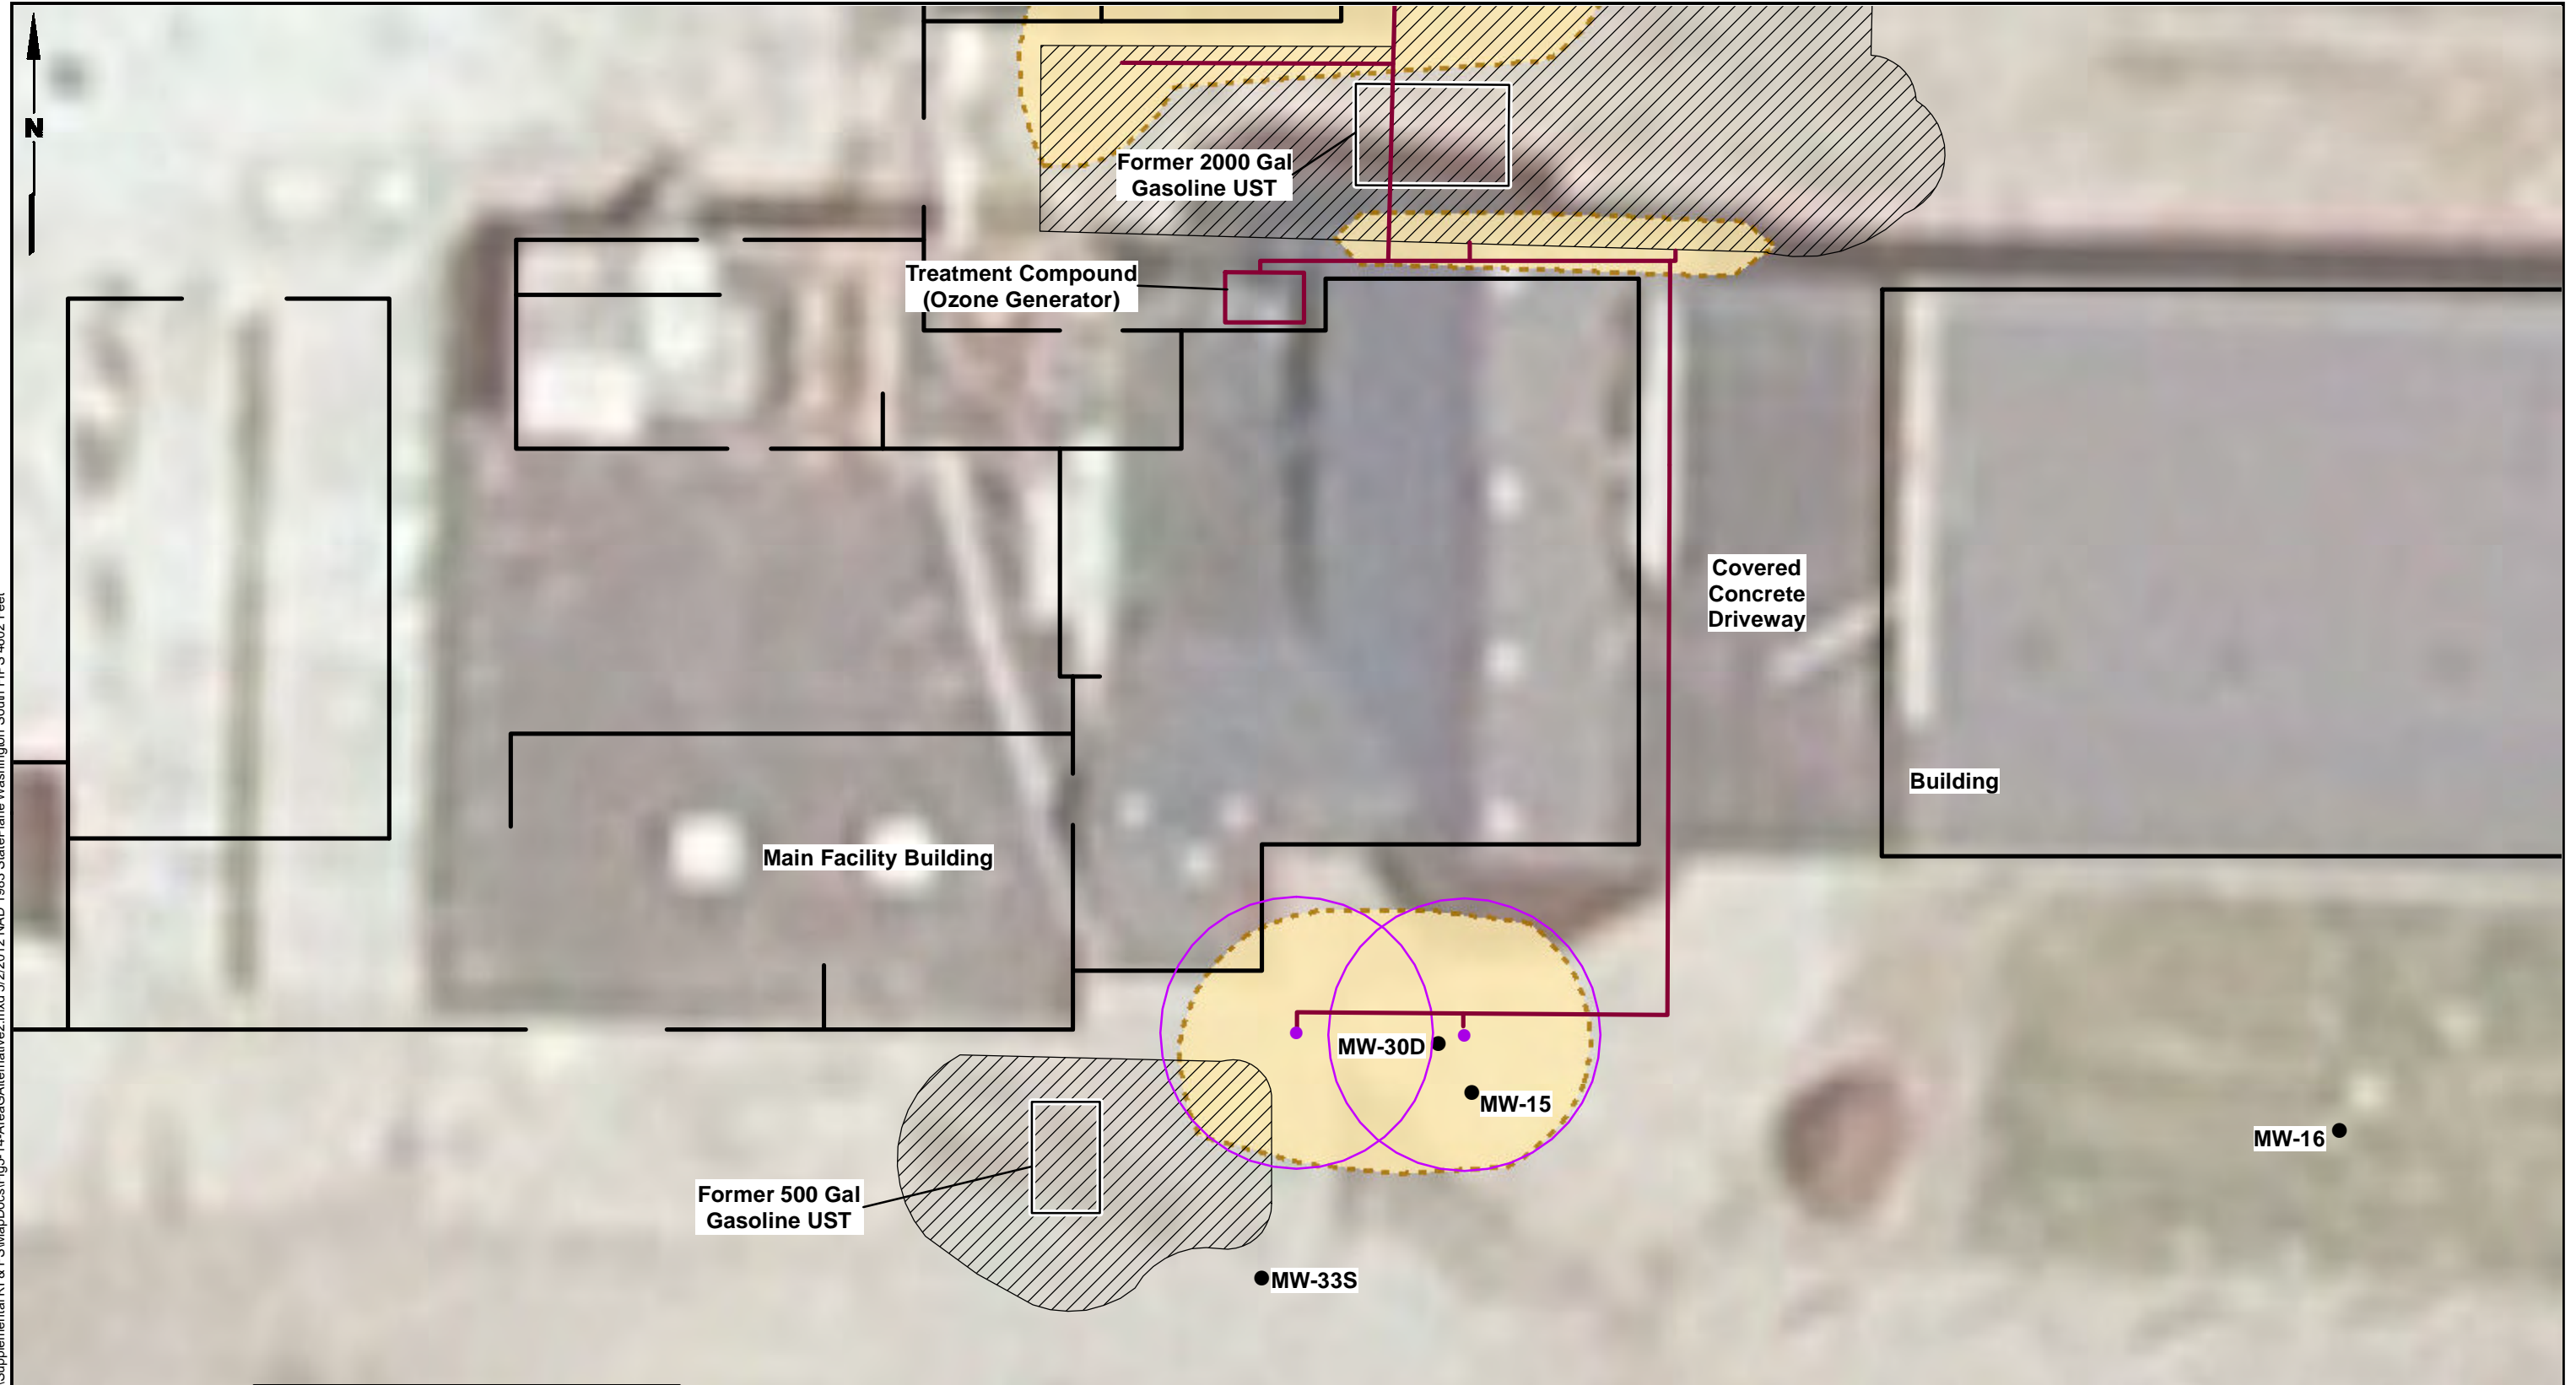 N
Former 2000 Gal
Gasoline UST
Treatment Compound
(Ozone Generator)
Covered
Concrete
Driveway
Building
Main Facility Building
MW-30D
MW-15
MW-16
Former 500 Gal
Gasoline UST
MW-33S